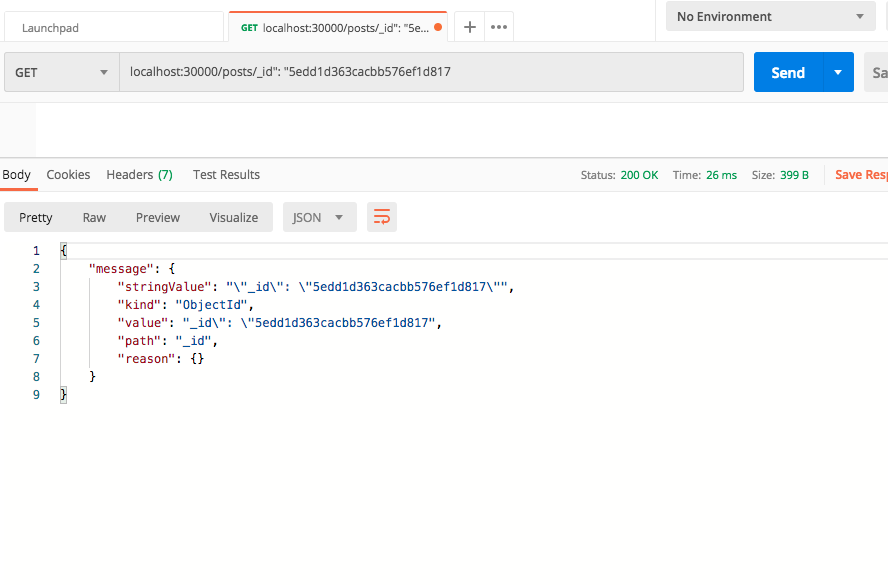 Launchpad
GET localhost:30000/posts/_id": "5e...
No Environment
GET
localhost:30000/posts/_id": "5edd1d363cacbb576ef1d817
Send
Sa
Body Cookies Headers (7) Test Results
Status: 200 OK Time: 26 ms Size: 399 B Save Resp
Pretty Raw Preview Visualize JSON
1 {
2 "message": {
3 "stringValue": "\"_id\": \"5edd1d363cacbb576ef1d817\"",
4 "kind": "ObjectId",
5 "value": "_id\": \"5edd1d363cacbb576ef1d817",
6 "path": "_id",
7 "reason": {}
8 }
9 }